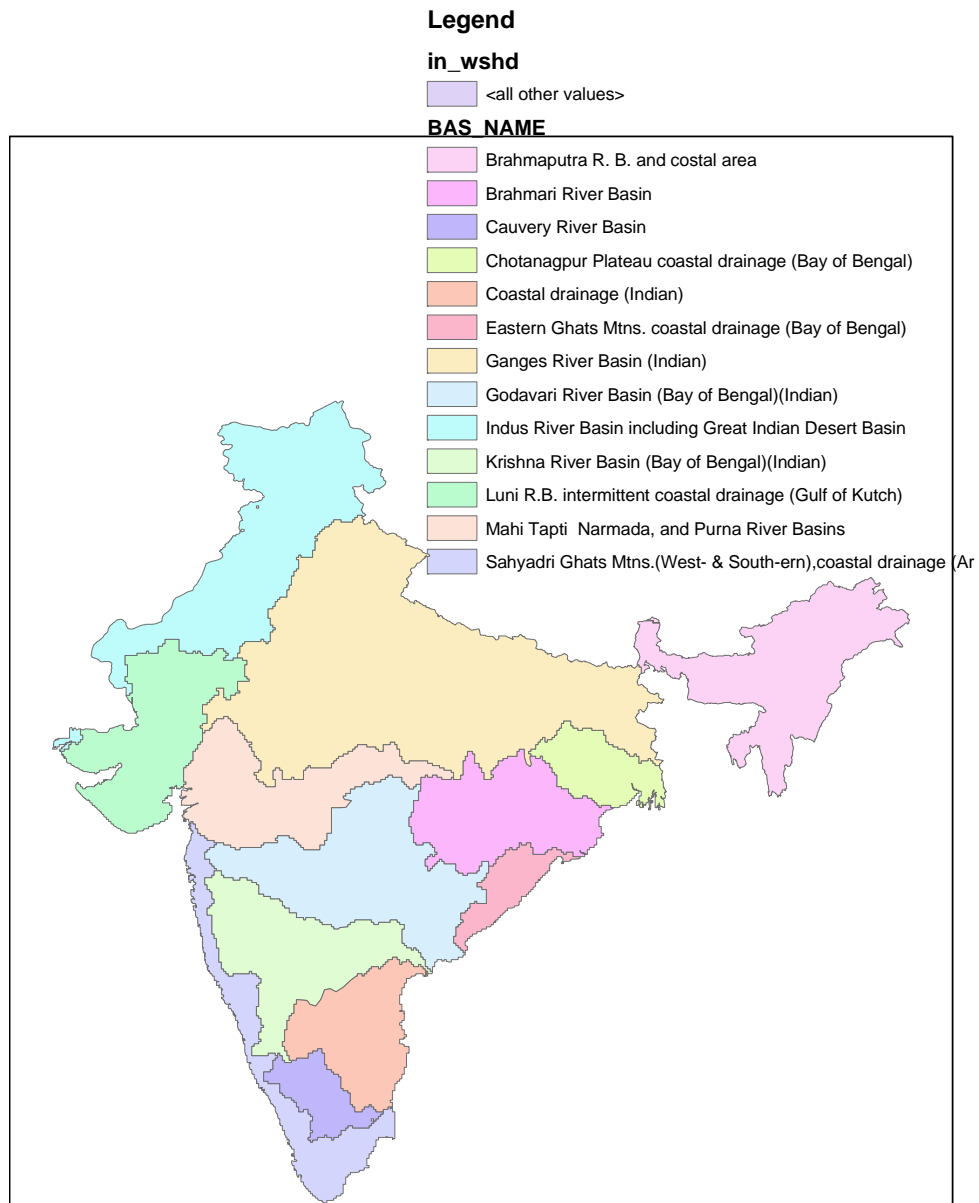 Legend
in_wshd
<all other values>
BAS_NAME
Brahmaputra R. B. and costal area
Brahmari River Basin
Cauvery River Basin
Chotanagpur Plateau coastal drainage (Bay of Bengal)
Coastal drainage (Indian)
Eastern Ghats Mtns. coastal drainage (Bay of Bengal)
Ganges River Basin (Indian)
Godavari River Basin (Bay of Bengal)(Indian)
Indus River Basin including Great Indian Desert Basin
Krishna River Basin (Bay of Bengal)(Indian)
Luni R.B. intermittent coastal drainage (Gulf of Kutch)
Mahi Tapti  Narmada, and Purna River Basins
Sahyadri Ghats Mtns.(West- & South-ern),coastal drainage (Ar